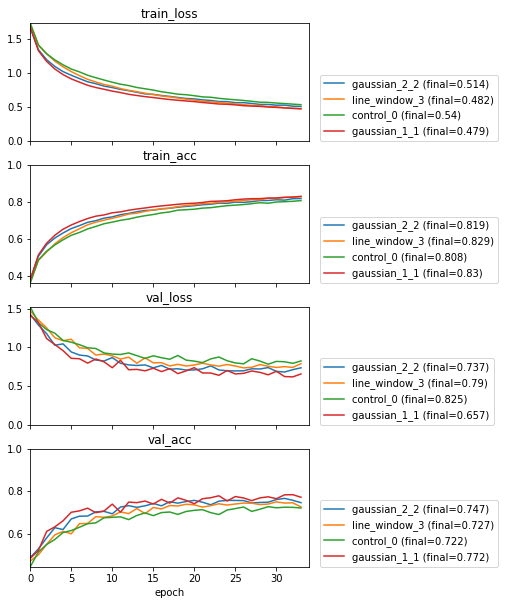 train_loss
1.5
1.0
0.5
0.0
gaussian_2_2 (final=0.514)
line_window_3 (final=0.482)
control_0 (final=0.54)
gaussian_1_1 (final=0.479)
train_acc
1.0
0.8
0.6
0.4
gaussian_2_2 (final=0.819)
line_window_3 (final=0.829)
control_0 (final=0.808)
gaussian_1_1 (final=0.83)
val_loss
1.5
1.0
0.5
0.0
gaussian_2_2 (final=0.737)
line_window_3 (final=0.79)
control_0 (final=0.825)
gaussian_1_1 (final=0.657)
val_acc
1.0
0.8
0.6
gaussian_2_2 (final=0.747)
line_window_3 (final=0.727)
control_0 (final=0.722)
gaussian_1_1 (final=0.772)
0 5 10 15 20 25 30
epoch